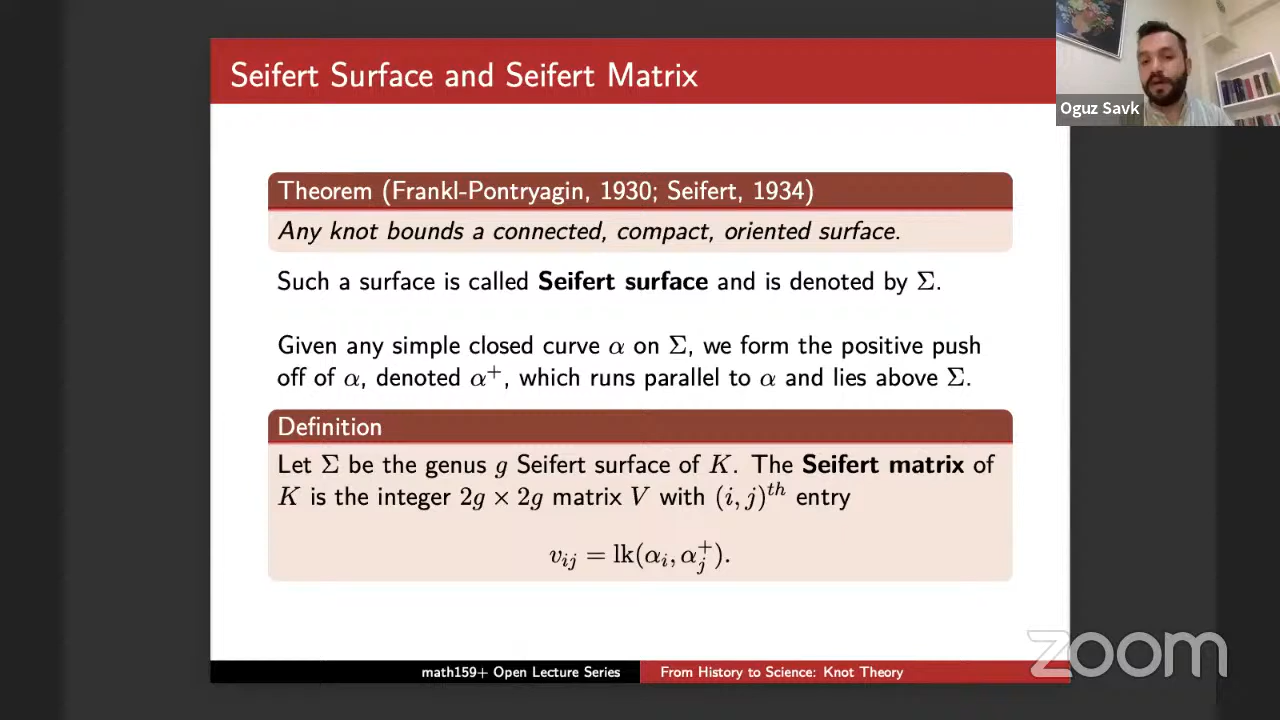 Seifert Surface and Seifert Matrix
Oguz Savk
Theorem (Frankl-Pontryagin, 1930; Seifert, 1934)
Any knot bounds a connected, compact, oriented surface.
Such a surface is called Seifert surface and is denoted by Σ.
Given any simple closed curve α on Σ, we form the positive push
off of α, denoted α⁺, which runs parallel to α and lies above Σ.
Definition
Let Σ be the genus g Seifert surface of K. The Seifert matrix of
K is the integer 2g × 2g matrix V with (i, j)ᵗʰ entry
vᵢⱼ = lk(αᵢ, αⱼ⁺).
zoom
math159+ Open Lecture Series
From History to Science: Knot Theory